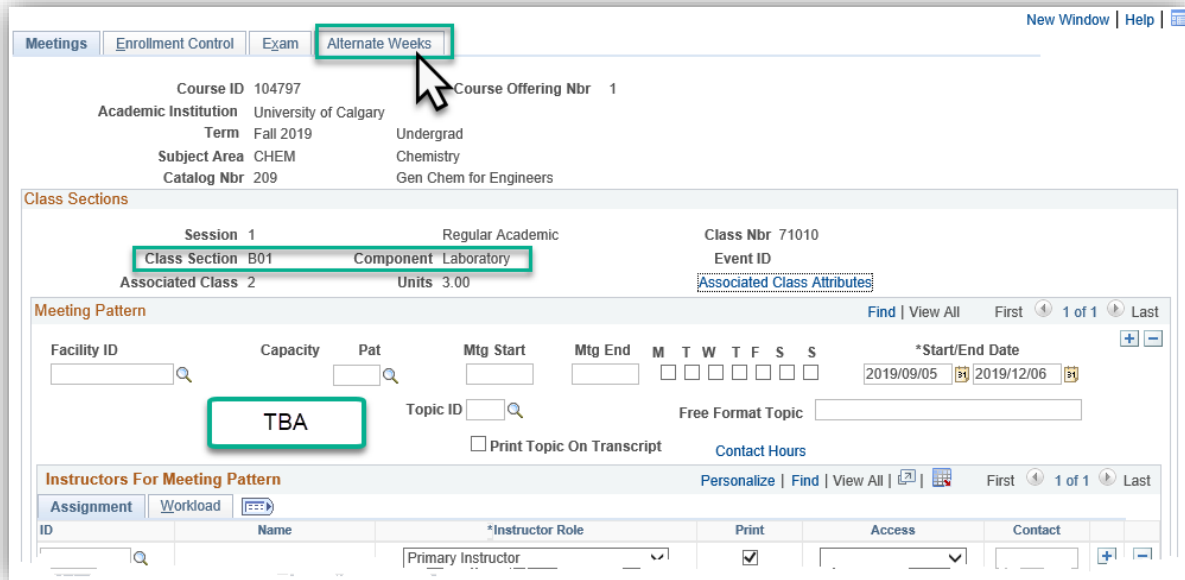 New Window | Help |
Meetings Enrollment Control Exam Alternate Weeks
Course ID 104797 Course Offering Nbr 1
Academic Institution University of Calgary
Term Fall 2019 Undergrad
Subject Area CHEM Chemistry
Catalog Nbr 209 Gen Chem for Engineers
Class Sections
Session 1 Regular Academic Class Nbr 71010
Class Section B01 Component Laboratory Event ID
Associated Class 2 Units 3.00 Associated Class Attributes
Meeting Pattern Find | View All First 1 of 1 Last
Facility ID Capacity Pat Mtg Start Mtg End M T W T F S S *Start/End Date
2019/09/05 2019/12/06
TBA Topic ID Free Format Topic
Print Topic On Transcript Contact Hours
Instructors For Meeting Pattern Personalize | Find | View All | | First 1 of 1 Last
Assignment Workload
ID Name *Instructor Role Print Access Contact
Primary Instructor